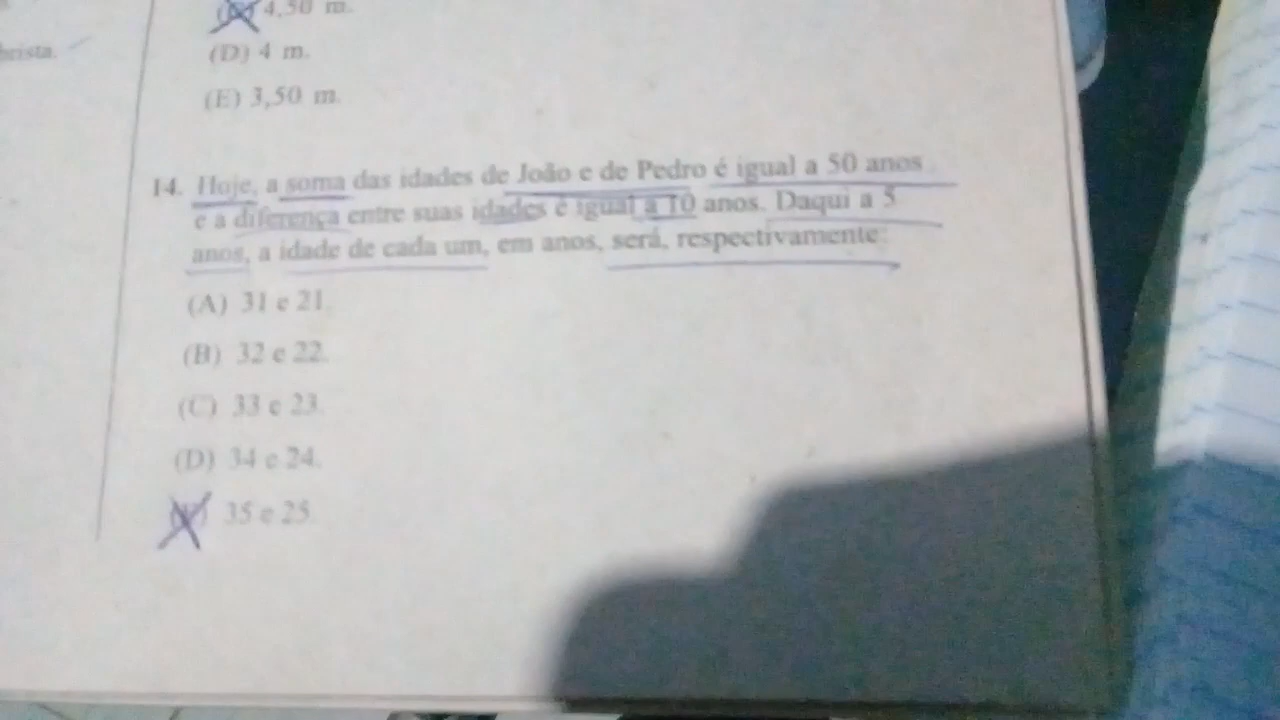 4,50 m.
(D) 4 m.
(E) 3,50 m.
14. Hoje, a soma das idades de João e de Pedro é igual a 50 anos
e a diferença entre suas idades é igual a 10 anos. Daqui a 5
anos, a idade de cada um, em anos, será, respectivamente:
(A) 31 e 21.
(B) 32 e 22.
(C) 33 e 23.
(D) 34 e 24.
35 e 25.